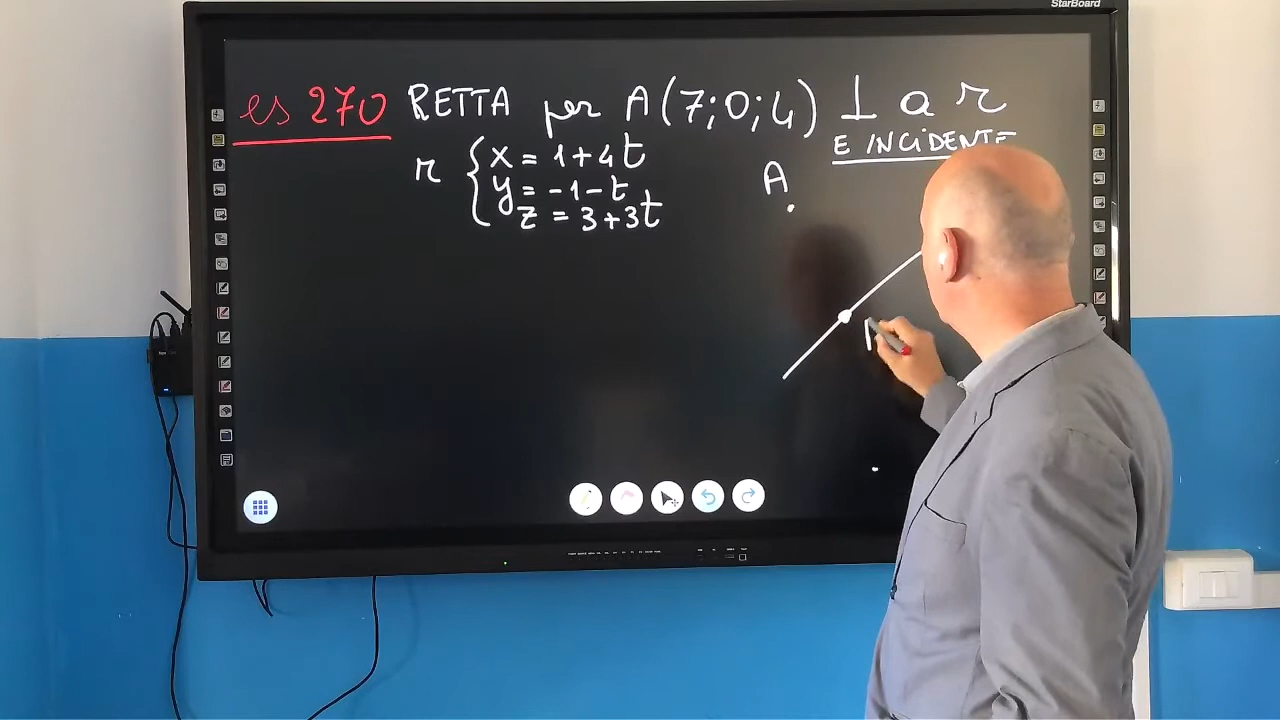 StarBoard
es 270 RETTA per A(7;0;4) ⊥ a r
E INCIDENTE
r { x = 1+4t
y = -1-t
z = 3+3t
A